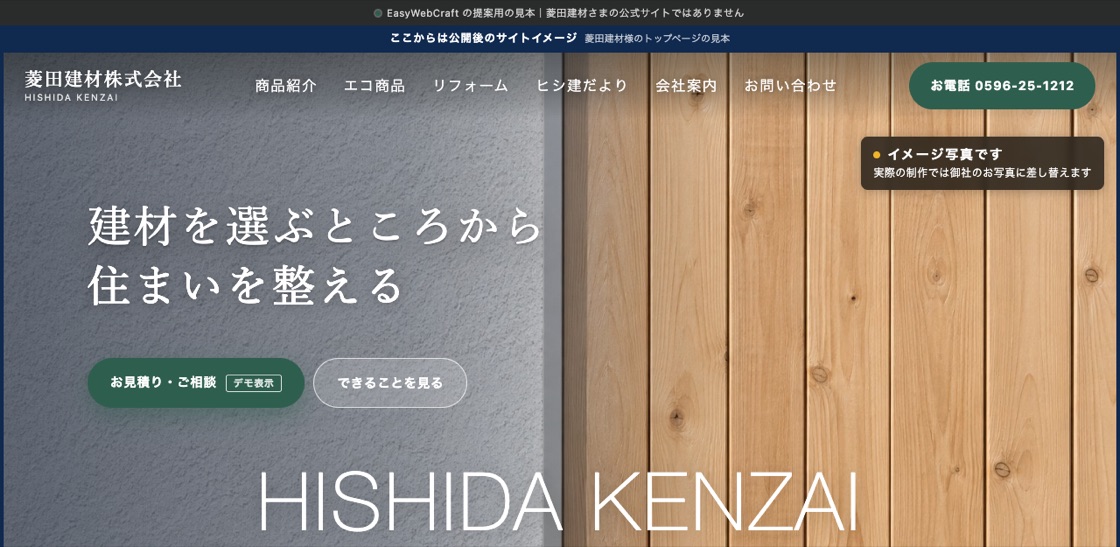 EasyWebCraft の提案用の見本｜菱田建材さまの公式サイトではありません
ここからは公開後のサイトイメージ 菱田建材様のトップページの見本
菱田建材株式会社
HISHIDA KENZAI
商品紹介 エコ商品 リフォーム ヒシ建だより 会社案内 お問い合わせ
お電話 0596-25-1212
イメージ写真です
実際の制作では御社のお写真に差し替えます
建材を選ぶところから
住まいを整える
お見積り・ご相談 デモ表示
できることを見る
HISHIDA KENZAI